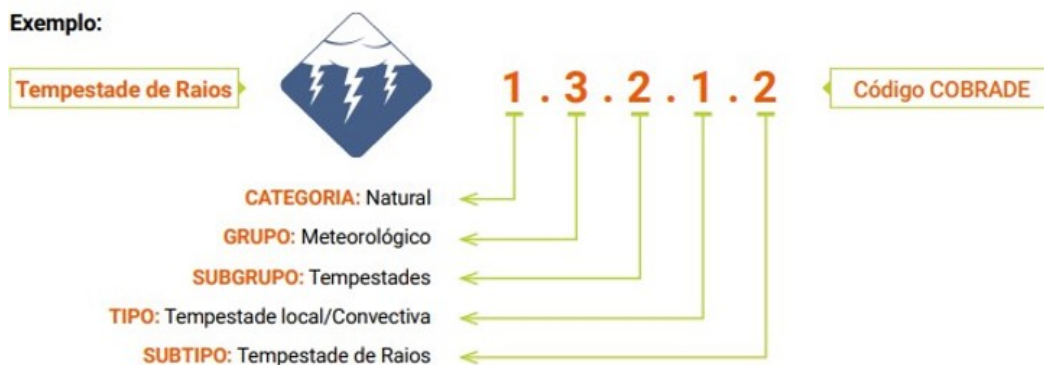 Exemplo:
Tempestade de Raios
1 . 3 . 2 . 1 . 2
Código COBRADE
CATEGORIA: Natural
GRUPO: Meteorológico
SUBGRUPO: Tempestades
TIPO: Tempestade local/Convectiva
SUBTIPO: Tempestade de Raios